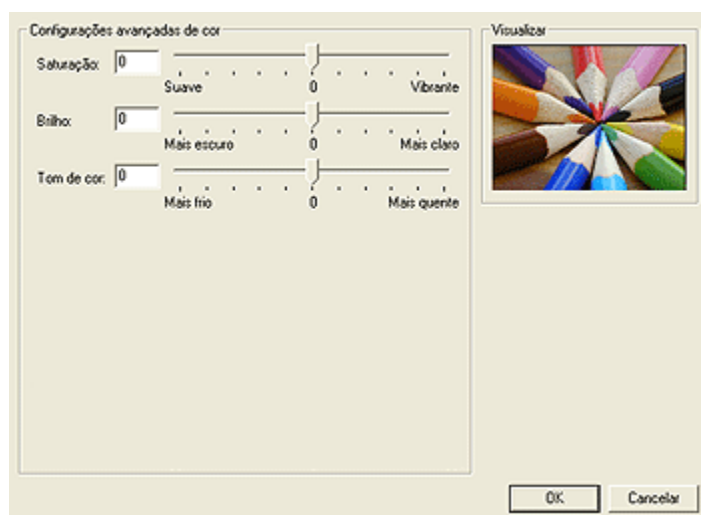 Configurações avançadas de cor
Saturação: 0
Suave 0 Vibrante
Brilho: 0
Mais escuro 0 Mais claro
Tom de cor: 0
Mais frio 0 Mais quente
Visualizar
OK Cancelar